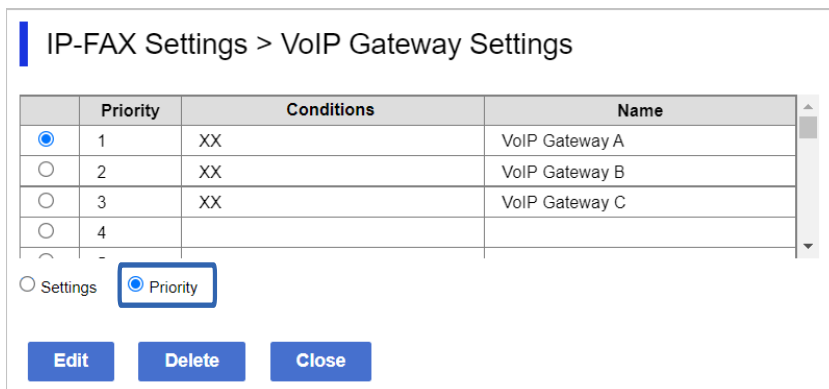 IP-FAX Settings > VoIP Gateway Settings
Priority Conditions Name
1 XX VoIP Gateway A
2 XX VoIP Gateway B
3 XX VoIP Gateway C
4
Settings Priority
Edit Delete Close